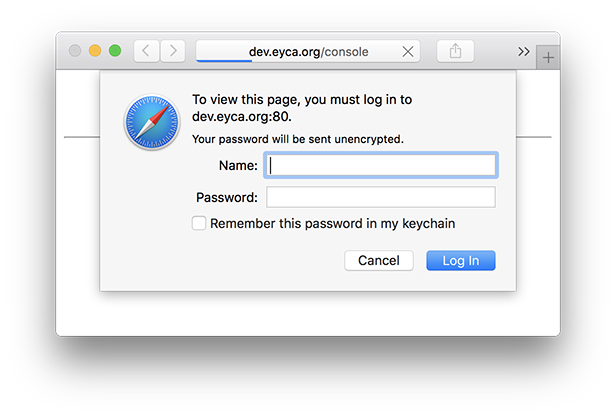 dev.eyca.org/console
To view this page, you must log in to
dev.eyca.org:80.
Your password will be sent unencrypted.
Name:
Password:
Remember this password in my keychain
Cancel Log In